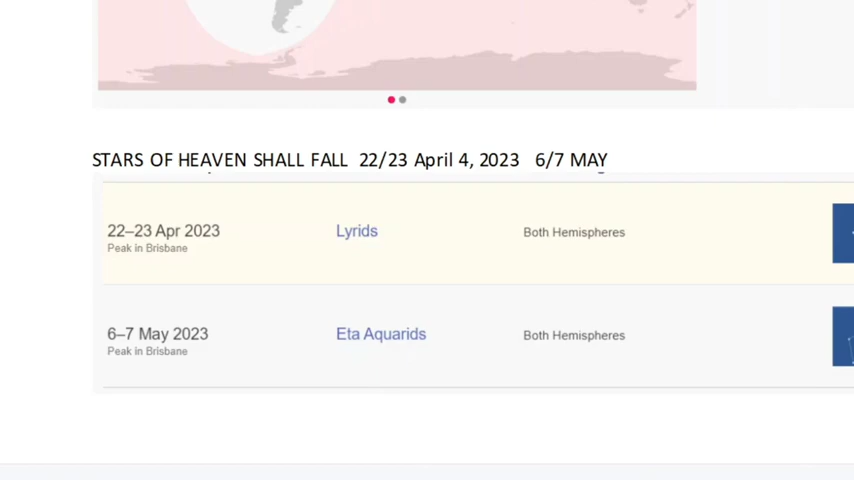 STARS OF HEAVEN SHALL FALL 22/23 April 4, 2023 6/7 MAY
22–23 Apr 2023 Lyrids Both Hemispheres
Peak in Brisbane
6–7 May 2023 Eta Aquarids Both Hemispheres
Peak in Brisbane